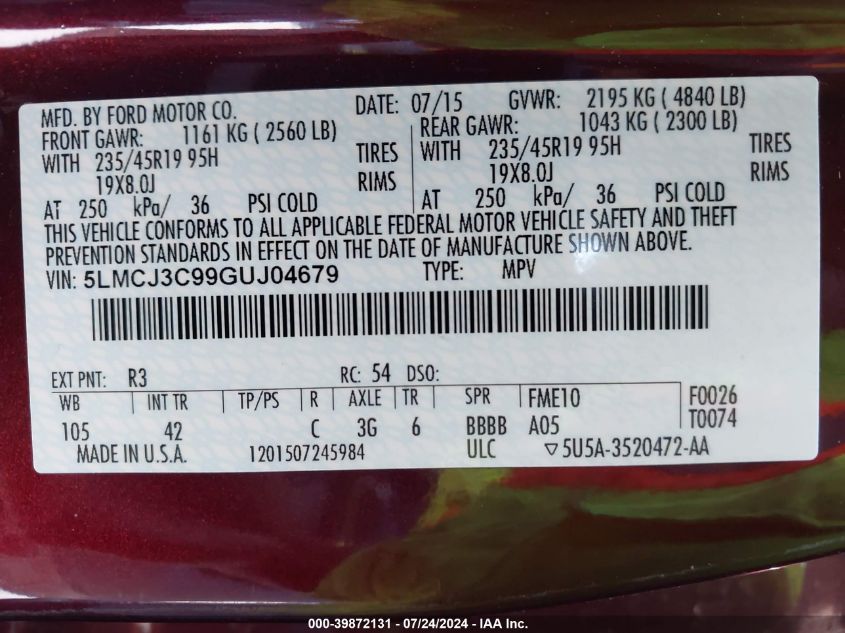 MFD. BY FORD MOTOR CO. DATE: 07/15 GVWR: 2195 KG ( 4840 LB)
FRONT GAWR: 1161 KG ( 2560 LB) REAR GAWR: 1043 KG ( 2300 LB)
WITH 235/45R19 95H TIRES WITH 235/45R19 95H TIRES
19X8.0J RIMS 19X8.0J RIMS
AT 250 kPa/ 36 PSI COLD AT 250 kPa/ 36 PSI COLD
THIS VEHICLE CONFORMS TO ALL APPLICABLE FEDERAL MOTOR VEHICLE SAFETY AND THEFT
PREVENTION STANDARDS IN EFFECT ON THE DATE OF MANUFACTURE SHOWN ABOVE.
VIN: 5LMCJ3C99GUJ04679 TYPE: MPV
EXT PNT: R3 RC: 54 DSO:
WB INT TR TP/PS R AXLE TR SPR FME10 F0026
105 42 C 3G 6 BBBB A05 T0074
MADE IN U.S.A. 1201507245984 ULC ▽5U5A-3520472-AA
000-39872131 / 07/24/2024 / IAA Inc.